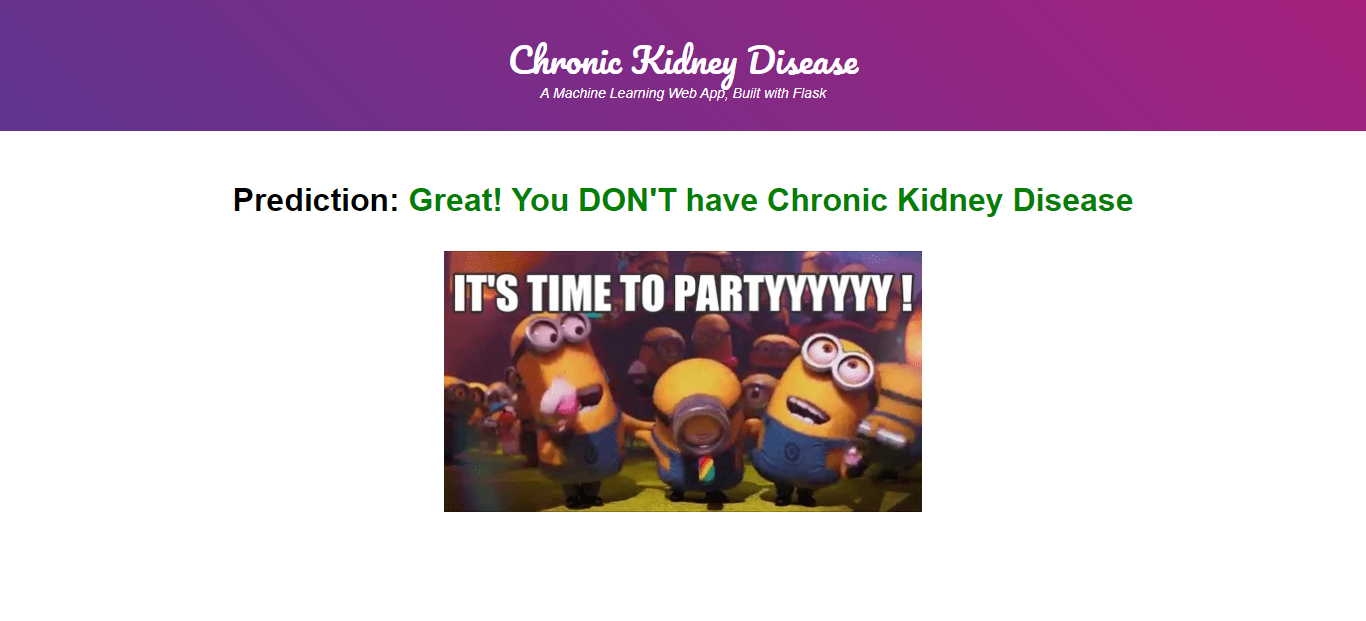 Chronic Kidney Disease
A Machine Learning Web App, Built with Flask
Prediction: Great! You DON'T have Chronic Kidney Disease
IT'S TIME TO PARTYYYYYY !